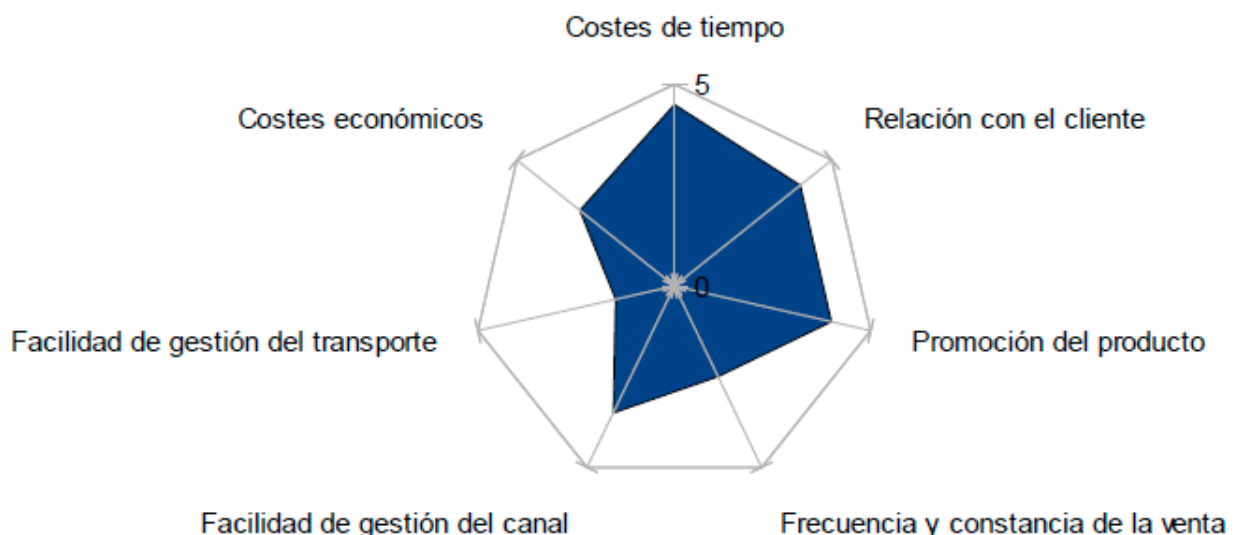 Costes de tiempo
5
Costes económicos
Relación con el cliente
0
Facilidad de gestión del transporte
Promoción del producto
Facilidad de gestión del canal
Frecuencia y constancia de la venta